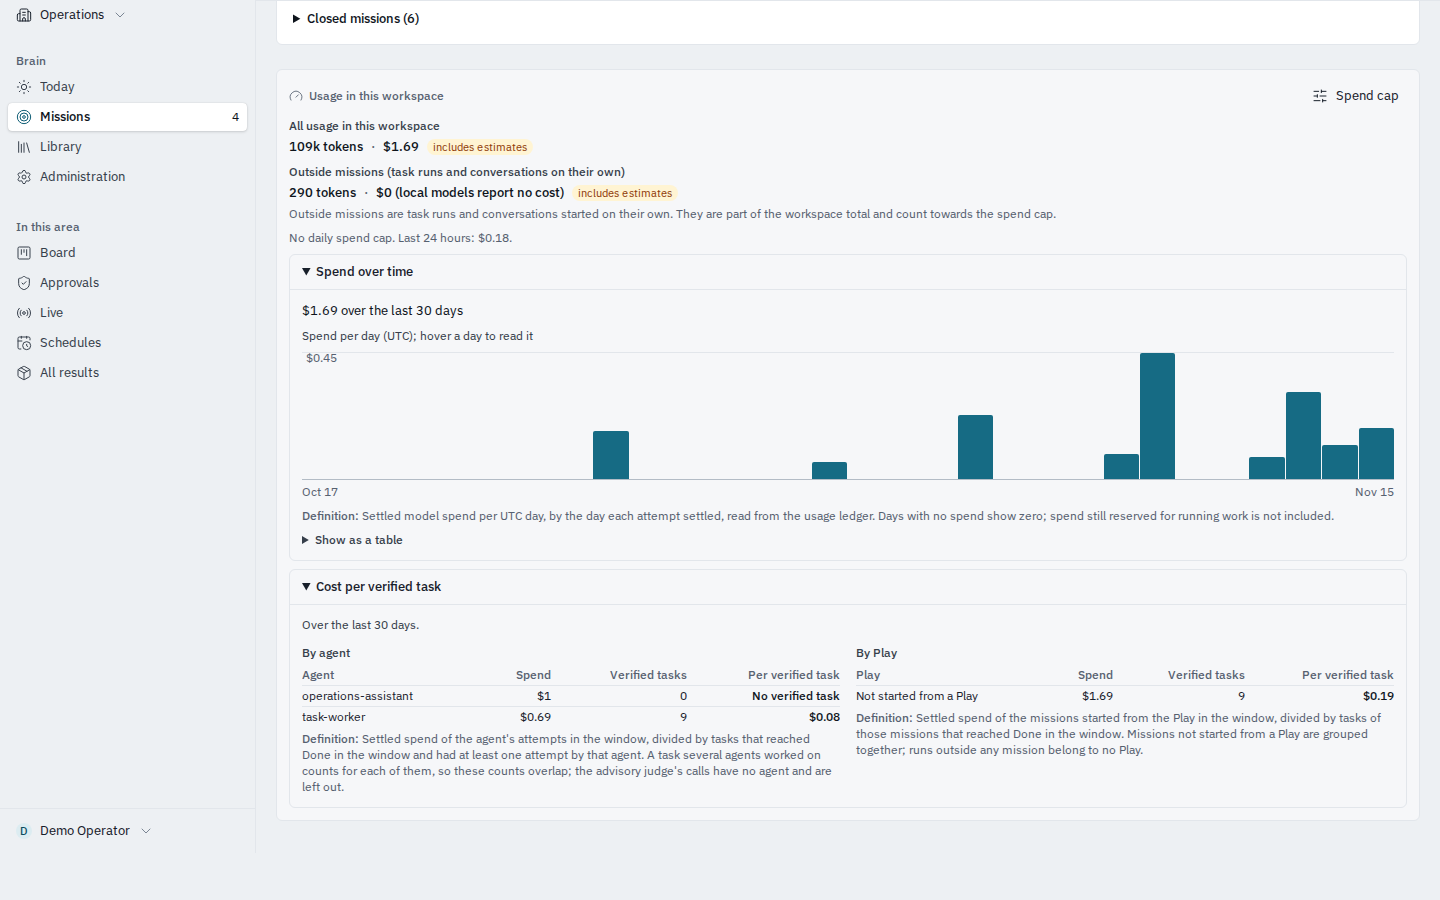 Operations
Brain
Today
Missions 4
Library
Administration
In this area
Board
Approvals
Live
Schedules
All results
D Demo Operator
Closed missions (6)
Usage in this workspace
Spend cap
All usage in this workspace
109k tokens · $1.69 includes estimates
Outside missions (task runs and conversations on their own)
290 tokens · $0 (local models report no cost) includes estimates
Outside missions are task runs and conversations started on their own. They are part of the workspace total and count towards the spend cap.
No daily spend cap. Last 24 hours: $0.18.
Spend over time
$1.69 over the last 30 days
Spend per day (UTC); hover a day to read it
$0.45
Oct 17 Nov 15
Definition: Settled model spend per UTC day, by the day each attempt settled, read from the usage ledger. Days with no spend show zero; spend still reserved for running work is not included.
Show as a table
Cost per verified task
Over the last 30 days.
By agent
Agent Spend Verified tasks Per verified task
operations-assistant $1 0 No verified task
task-worker $0.69 9 $0.08
Definition: Settled spend of the agent's attempts in the window, divided by tasks that reached
Done in the window and had at least one attempt by that agent. A task several agents worked on
counts for each of them, so these counts overlap; the advisory judge's calls have no agent and are
left out.
By Play
Play Spend Verified tasks Per verified task
Not started from a Play $1.69 9 $0.19
Definition: Settled spend of the missions started from the Play in the window, divided by tasks of
those missions that reached Done in the window. Missions not started from a Play are grouped
together; runs outside any mission belong to no Play.